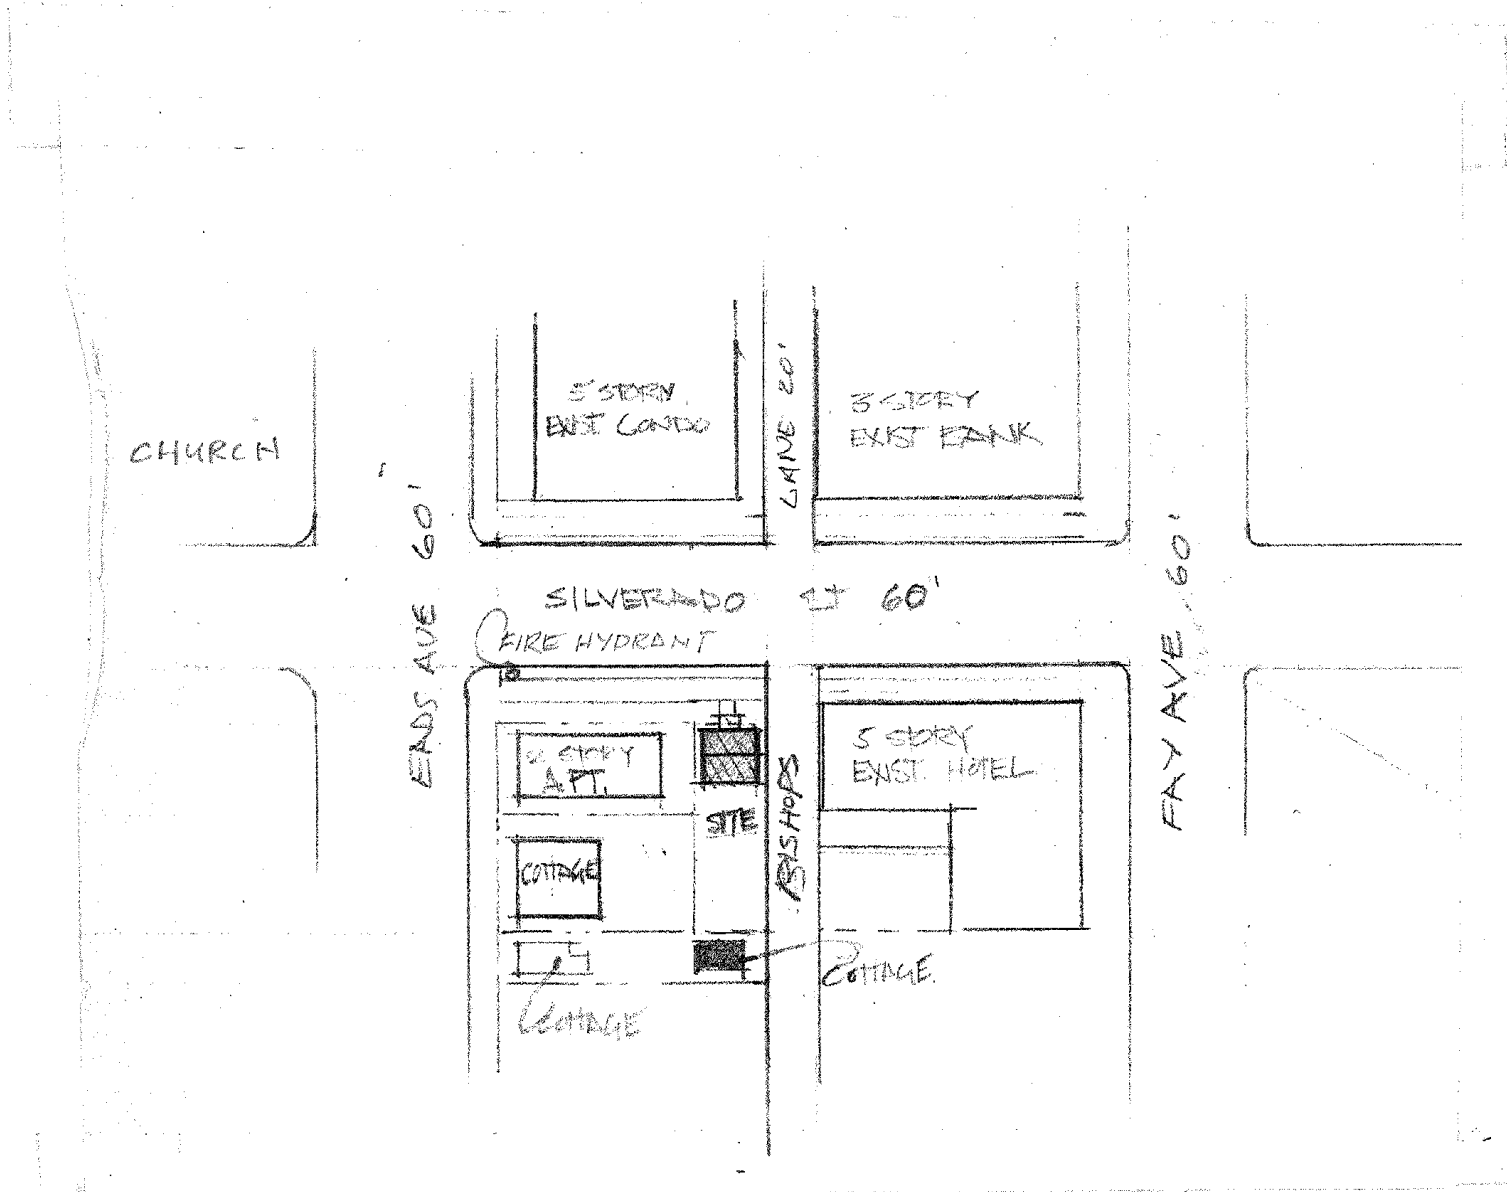 5 STORY
EXIST CONDO
LANE 20'
3 STORY
EXIST BANK
CHURCH
ENDS AVE 60'
SILVERADO ST 60'
FIRE HYDRANT
FAY AVE 60'
2 STORY
APT.
SITE
BISHOPS
5 STORY
EXIST. HOTEL
COTTAGE
COTTAGE
COTTAGE